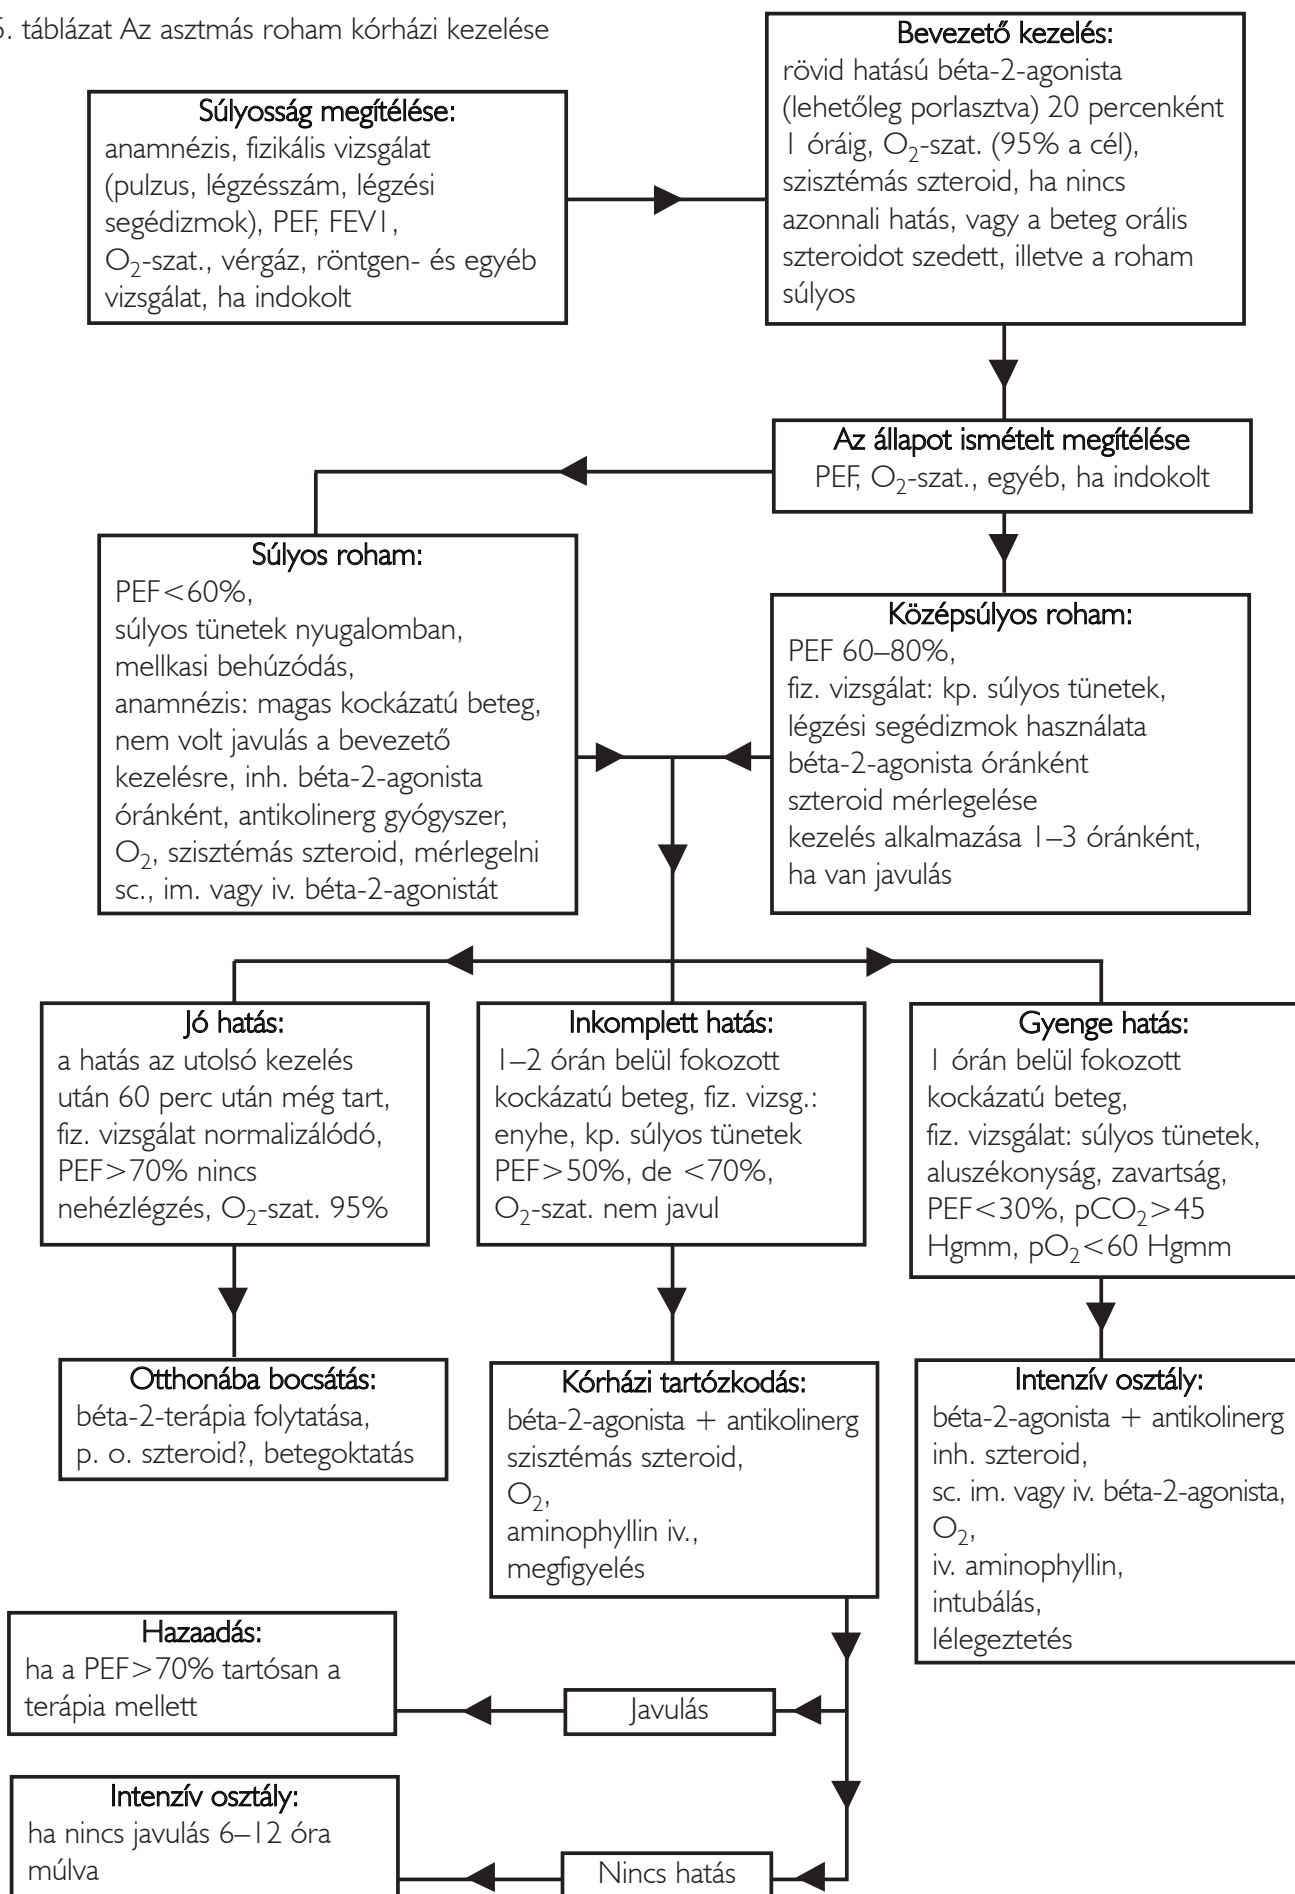 5. táblázat Az asztmás roham kórházi kezelése
Súlyosság megítélése:
anamnézis, fizikális vizsgálat
(pulzus, légzésszám, légzési
segédizmok), PEF, FEV1,
O₂-szat., vérgáz, röntgen- és egyéb
vizsgálat, ha indokolt
Bevezető kezelés:
rövid hatású béta-2-agonista
(lehetőleg porlasztva) 20 percenként
1 óráig, O₂-szat. (95% a cél),
szisztémás szteroid, ha nincs
azonnali hatás, vagy a beteg orális
szteroidot szedett, illetve a roham
súlyos
Az állapot ismételt megítélése
PEF, O₂-szat., egyéb, ha indokolt
Súlyos roham:
PEF<60%,
súlyos tünetek nyugalomban,
mellkasi behúzódás,
anamnézis: magas kockázatú beteg,
nem volt javulás a bevezető
kezelésre, inh. béta-2-agonista
óránként, antikolinerg gyógyszer,
O₂, szisztémás szteroid, mérlegelni
sc., im. vagy iv. béta-2-agonistát
Középsúlyos roham:
PEF 60–80%,
fiz. vizsgálat: kp. súlyos tünetek,
légzési segédizmok használata
béta-2-agonista óránként
szteroid mérlegelése
kezelés alkalmazása 1–3 óránként,
ha van javulás
Jó hatás:
a hatás az utolsó kezelés
után 60 perc után még tart,
fiz. vizsgálat normalizálódó,
PEF>70% nincs
nehézlégzés, O₂-szat. 95%
Inkomplett hatás:
1–2 órán belül fokozott
kockázatú beteg, fiz. vizsg.:
enyhe, kp. súlyos tünetek
PEF>50%, de <70%,
O₂-szat. nem javul
Gyenge hatás:
1 órán belül fokozott
kockázatú beteg,
fiz. vizsgálat: súlyos tünetek,
aluszékonyság, zavartság,
PEF<30%, pCO₂>45
Hgmm, pO₂<60 Hgmm
Otthonába bocsátás:
béta-2-terápia folytatása,
p. o. szteroid?, betegoktatás
Kórházi tartózkodás:
béta-2-agonista + antikolinerg
szisztémás szteroid,
O₂,
aminophyllin iv.,
megfigyelés
Intenzív osztály:
béta-2-agonista + antikolinerg
inh. szteroid,
sc. im. vagy iv. béta-2-agonista,
O₂,
iv. aminophyllin,
intubálás,
lélegeztetés
Hazaadás:
ha a PEF>70% tartósan a
terápia mellett
Javulás
Intenzív osztály:
ha nincs javulás 6–12 óra
múlva
Nincs hatás